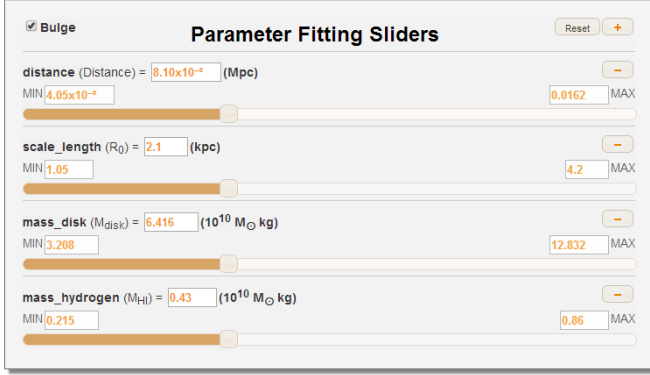 Bulge
Parameter Fitting Sliders
Reset +
distance (Distance) = 8.10x10⁻³ (Mpc) −
MIN 4.05x10⁻³ 0.0162 MAX
scale_length (R₀) = 2.1 (kpc) −
MIN 1.05 4.2 MAX
mass_disk (M_disk) = 6.416 (10¹⁰ M⊙ kg) −
MIN 3.208 12.832 MAX
mass_hydrogen (M_HI) = 0.43 (10¹⁰ M⊙ kg) −
MIN 0.215 0.86 MAX